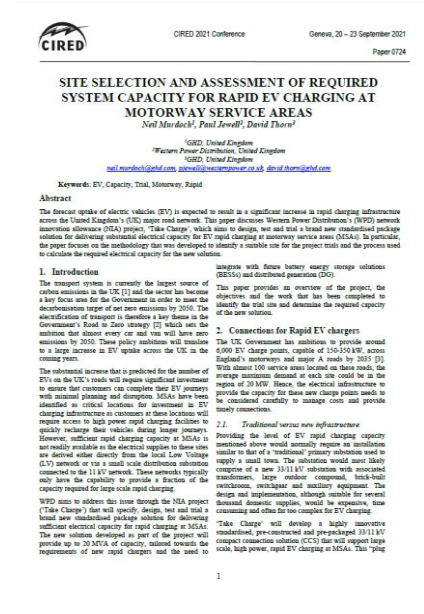 CIRED
CIRED 2021 Conference
Geneva, 20 – 23 September 2021
Paper 0724
SITE SELECTION AND ASSESSMENT OF REQUIRED
SYSTEM CAPACITY FOR RAPID EV CHARGING AT
MOTORWAY SERVICE AREAS
Neil Murdoch¹, Paul Jewell², David Thorn³
¹GHD, United Kingdom
²Western Power Distribution, United Kingdom
³GHD, United Kingdom
neil.murdoch@ghd.com, pjewell@westernpower.co.uk, david.thorn@ghd.com
Keywords: EV, Capacity, Trial, Motorway, Rapid
Abstract
The forecast uptake of electric vehicles (EV) is expected to result in a significant increase in rapid charging infrastructure
across the United Kingdom's (UK) major road network. This paper discusses Western Power Distribution's (WPD) network
innovation allowance (NIA) project, 'Take Charge', which aims to design, test and trial a brand new standardised package
solution for delivering substantial electrical capacity for EV rapid charging at motorway service areas (MSAs). In particular,
the paper focuses on the methodology that was developed to identify a suitable site for the project trials and the process used
to calculate the required electrical capacity for the new solution.
1. Introduction
The transport system is currently the largest source of
carbon emissions in the UK [1] and the sector has become
a key focus area for the Government in order to meet the
decarbonisation target of net zero emissions by 2050. The
electrification of transport is therefore a key theme in the
Government's Road to Zero strategy [2] which sets the
ambition that almost every car and van will have zero
emissions by 2050. These policy ambitions will translate
to a large increase in EV uptake across the UK in the
coming years.
The substantial increase that is predicted for the number of
EVs on the UK's roads will require significant investment
to ensure that customers can complete their EV journeys
with minimal planning and disruption. MSAs have been
identified as critical locations for investment in EV
charging infrastructure as customers at these locations will
require access to high power rapid charging facilities to
quickly recharge their vehicles during longer journeys.
However, sufficient rapid charging capacity at MSAs is
not readily available as the electrical supplies to these sites
are derived either directly from the local Low Voltage
(LV) network or via a small scale distribution substation
connected to the 11 kV network. These networks typically
only have the capability to provide a fraction of the
capacity required for large scale rapid charging.
WPD aims to address this issue through the NIA project
('Take Charge') that will specify, design, test and trial a
brand new standardised package solution for delivering
sufficient electrical capacity for rapid charging at MSAs.
The new solution developed as part of the project will
provide up to 20 MVA of capacity, tailored towards the
requirements of new rapid chargers and the need to
integrate with future battery energy storage solutions
(BESSs) and distributed generation (DG).
This paper provides an overview of the project, the
objectives and the work that has been completed to
identify the trial site and determine the required capacity
of the new solution.
2. Connections for Rapid EV chargers
The UK Government has ambitions to provide around
6,000 EV charge points, capable of 150-350 kW, across
England's motorways and major A roads by 2035 [3].
With almost 100 service areas located on these roads, the
average maximum demand at each site could be in the
region of 20 MW. Hence, the electrical infrastructure to
provide the capacity for these new charge points needs to
be considered carefully to manage costs and provide
timely connections.
2.1. Traditional versus new infrastructure
Providing the level of EV rapid charging capacity
mentioned above would normally require an installation
similar to that of a 'traditional' primary substation used to
supply a small town. The substation would most likely
comprise of a new 33/11 kV substation with associated
transformers, large outdoor compound, brick-built
switchroom, switchgear and auxiliary equipment. The
design and implementation, although suitable for several
thousand customers, would be expensive, time
consuming and often far too complex for EV charging.
'Take Charge' will develop a highly innovative
standardised, pre-constructed and pre-packaged 33/11 kV
compact connection solution (CCS) that will support large
scale, high power, rapid EV charging at MSAs. This "plug
1